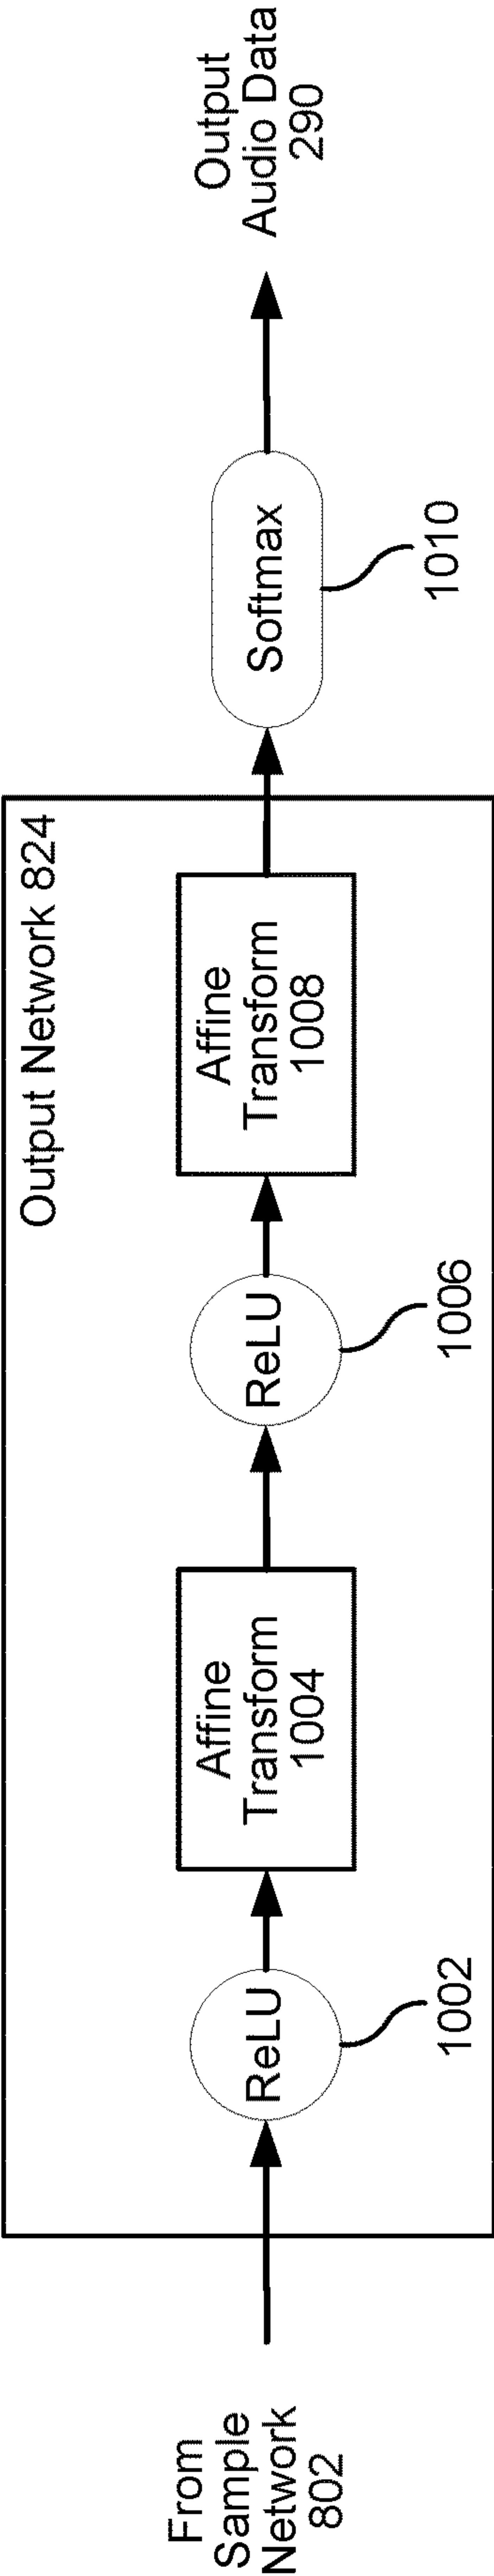 Output Network 824
From
Sample
Network
802
ReLU
1002
Affine
Transform
1004
ReLU
1006
Affine
Transform
1008
Softmax
1010
Output
Audio Data
290